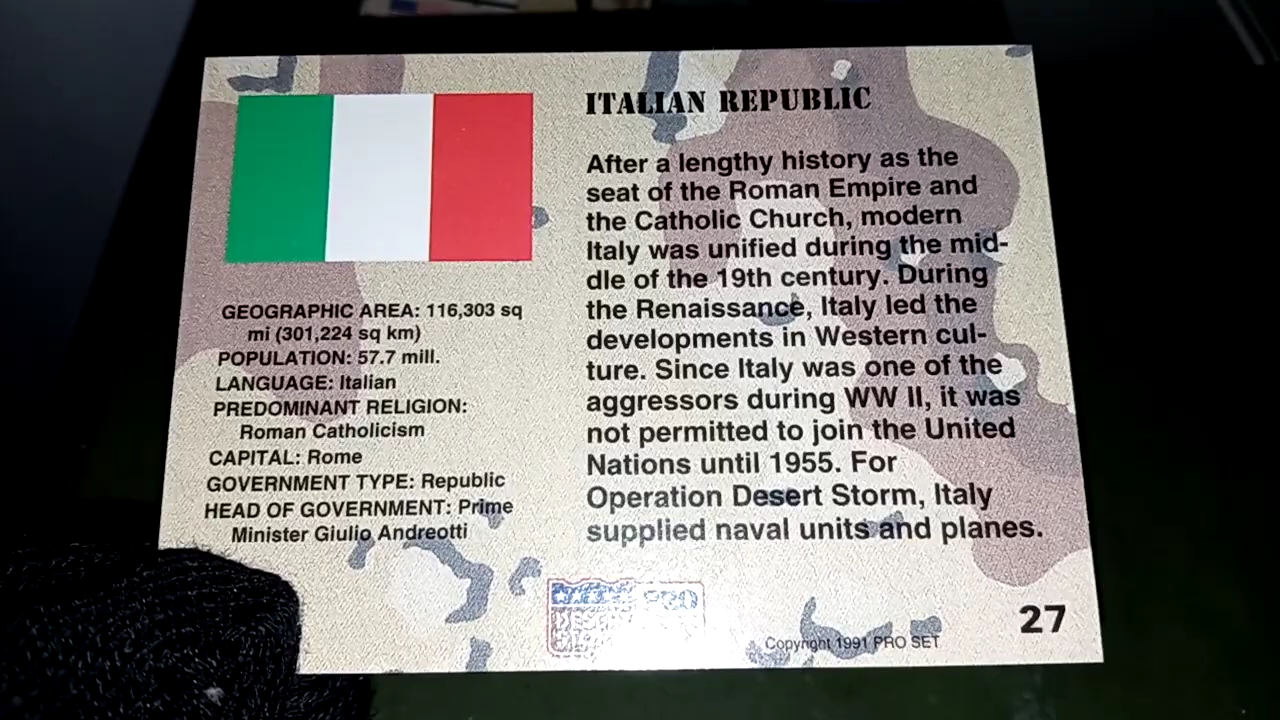 ITALIAN REPUBLIC
After a lengthy history as the
seat of the Roman Empire and
the Catholic Church, modern
Italy was unified during the mid-
dle of the 19th century. During
the Renaissance, Italy led the
developments in Western cul-
ture. Since Italy was one of the
aggressors during WW II, it was
not permitted to join the United
Nations until 1955. For
Operation Desert Storm, Italy
supplied naval units and planes.
GEOGRAPHIC AREA: 116,303 sq
mi (301,224 sq km)
POPULATION: 57.7 mill.
LANGUAGE: Italian
PREDOMINANT RELIGION:
Roman Catholicism
CAPITAL: Rome
GOVERNMENT TYPE: Republic
HEAD OF GOVERNMENT: Prime
Minister Giulio Andreotti
PRO
27
Copyright 1991 PRO SET